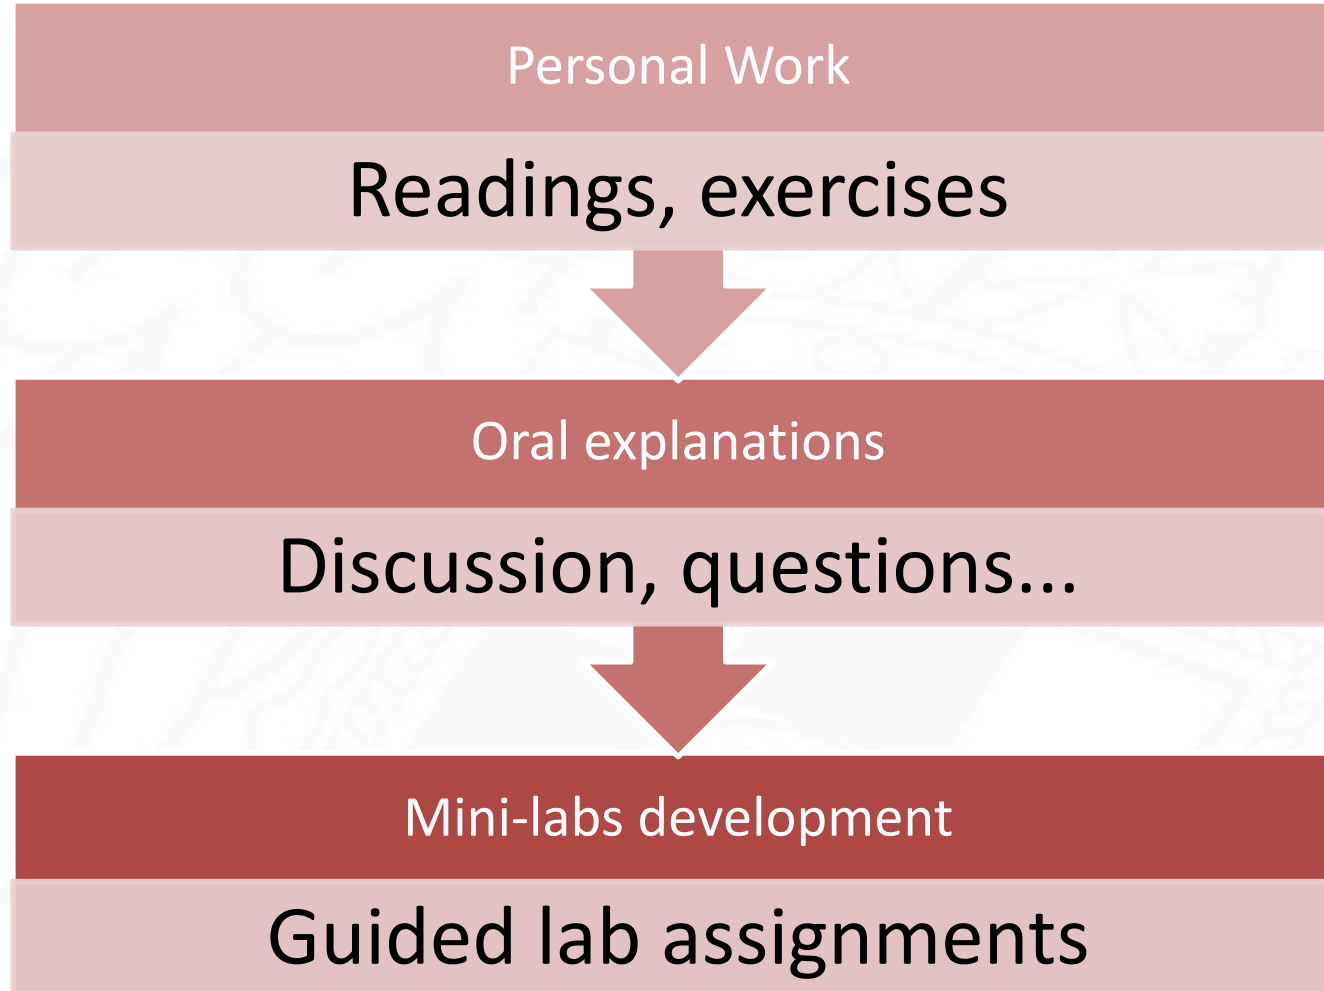 Personal Work
Readings, exercises
Oral explanations
Discussion, questions...
Mini-labs development
Guided lab assignments